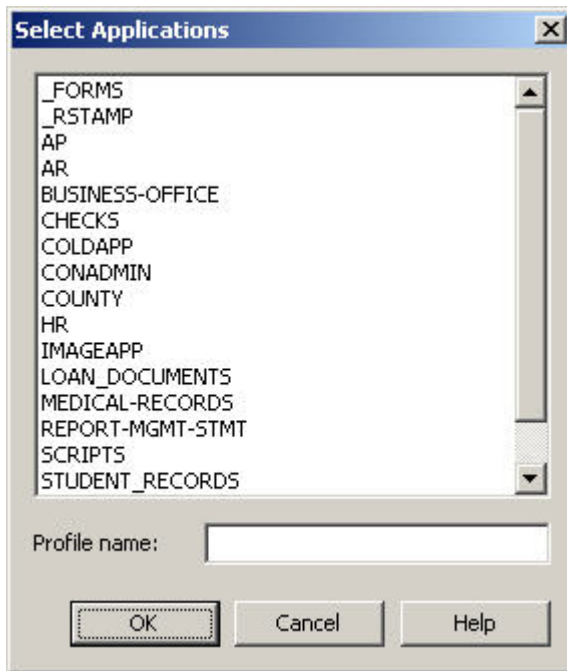 Select Applications
_FORMS
_RSTAMP
AP
AR
BUSINESS-OFFICE
CHECKS
COLDAPP
CONADMIN
COUNTY
HR
IMAGEAPP
LOAN_DOCUMENTS
MEDICAL-RECORDS
REPORT-MGMT-STMT
SCRIPTS
STUDENT_RECORDS
Profile name:
OK Cancel Help